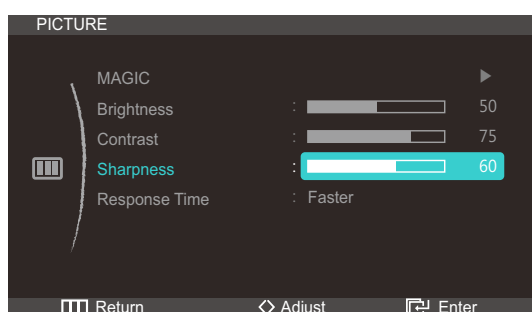 PICTURE
MAGIC
Brightness : 50
Contrast : 75
Sharpness : 60
Response Time : Faster
Return Adjust Enter